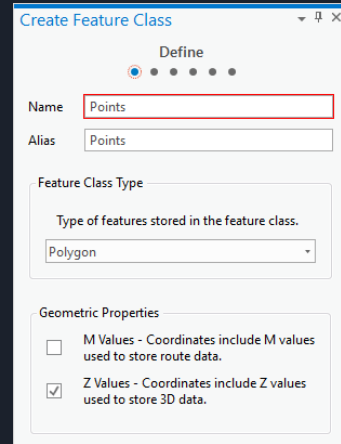 Create Feature Class
Define
Name Points
Alias Points
Feature Class Type
Type of features stored in the feature class.
Polygon
Geometric Properties
M Values - Coordinates include M values
used to store route data.
Z Values - Coordinates include Z values
used to store 3D data.